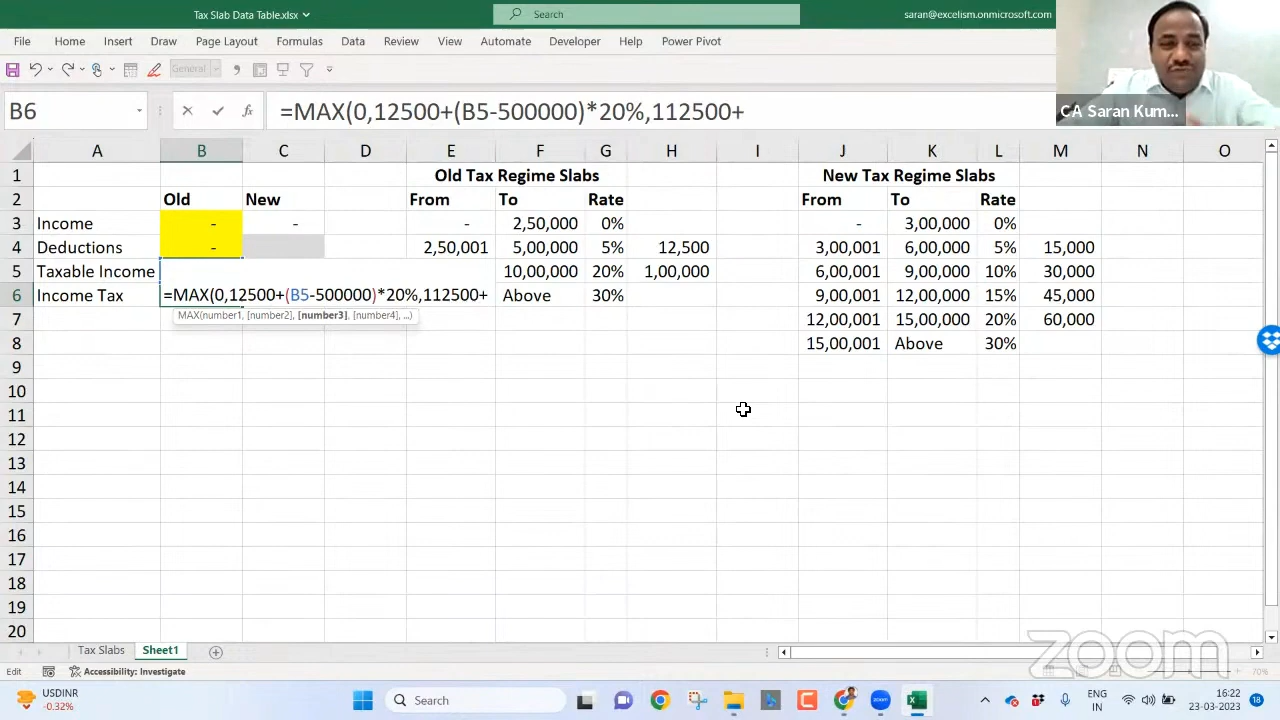 Tax Slab Data Table.xlsx
Search
saran@excelism.onmicrosoft.com
File Home Insert Draw Page Layout Formulas Data Review View Automate Developer Help Power Pivot
General
B6 fx =MAX(0,12500+(B5-500000)*20%,112500+
CA Saran Kum...
A B C D E F G H I J K L M N O
1 Old Tax Regime Slabs New Tax Regime Slabs
2 Old New From To Rate From To Rate
3 Income - - - 2,50,000 0% - 3,00,000 0%
4 Deductions - 2,50,001 5,00,000 5% 12,500 3,00,001 6,00,000 5% 15,000
5 Taxable Income 10,00,000 20% 1,00,000 6,00,001 9,00,000 10% 30,000
6 Income Tax =MAX(0,12500+(B5-500000)*20%,112500+ Above 30% 9,00,001 12,00,000 15% 45,000
MAX(number1, [number2], [number3], [number4], ...)
7 12,00,001 15,00,000 20% 60,000
8 15,00,001 Above 30%
9
10
11
12
13
14
15
16
17
18
19
20
Tax Slabs Sheet1
zoom
Edit Accessibility: Investigate 70%
USDINR
-0.32%
Search
zoom
ENG
IN
16:22
23-03-2023
18